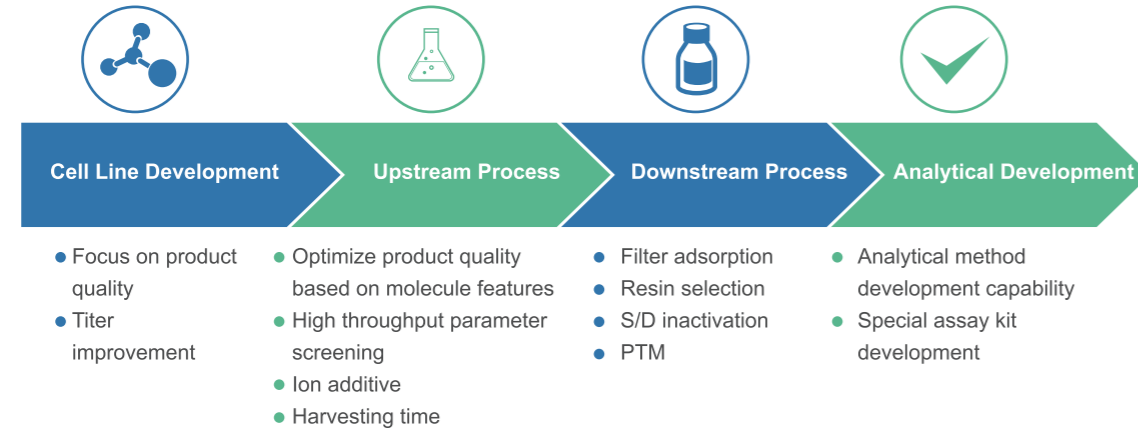 Cell Line Development
Upstream Process
Downstream Process
Analytical Development
Focus on product
quality
Titer
improvement
Optimize product quality
based on molecule features
High throughput parameter
screening
Ion additive
Harvesting time
Filter adsorption
Resin selection
S/D inactivation
PTM
Analytical method
development capability
Special assay kit
development